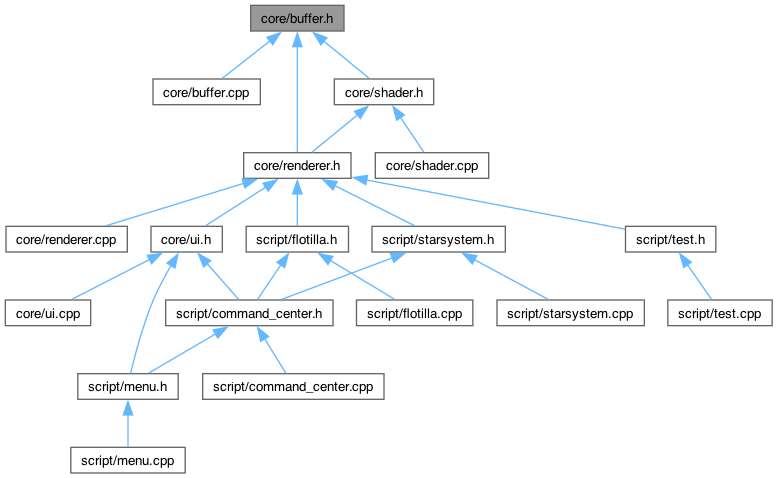 core/buffer.h
core/buffer.cpp
core/shader.h
core/renderer.h
core/shader.cpp
core/renderer.cpp
core/ui.h
script/flotilla.h
script/starsystem.h
script/test.h
core/ui.cpp
script/command_center.h
script/flotilla.cpp
script/starsystem.cpp
script/test.cpp
script/menu.h
script/command_center.cpp
script/menu.cpp